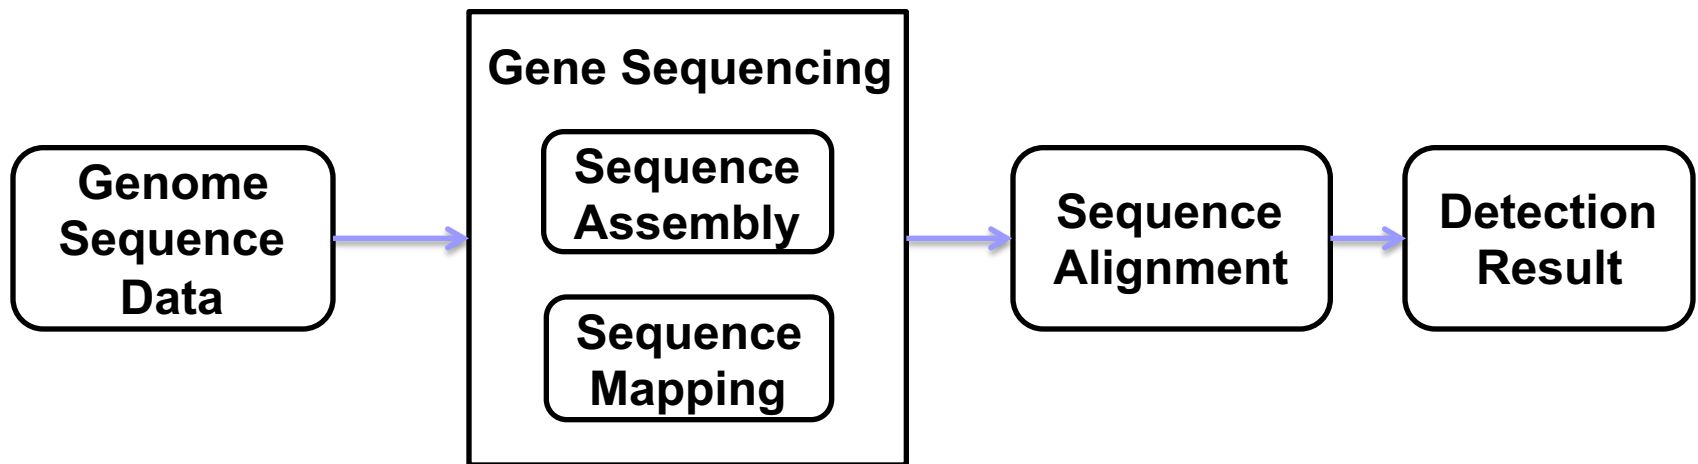 Genome
Sequence
Data
Gene Sequencing
Sequence
Assembly
Sequence
Mapping
Sequence
Alignment
Detection
Result